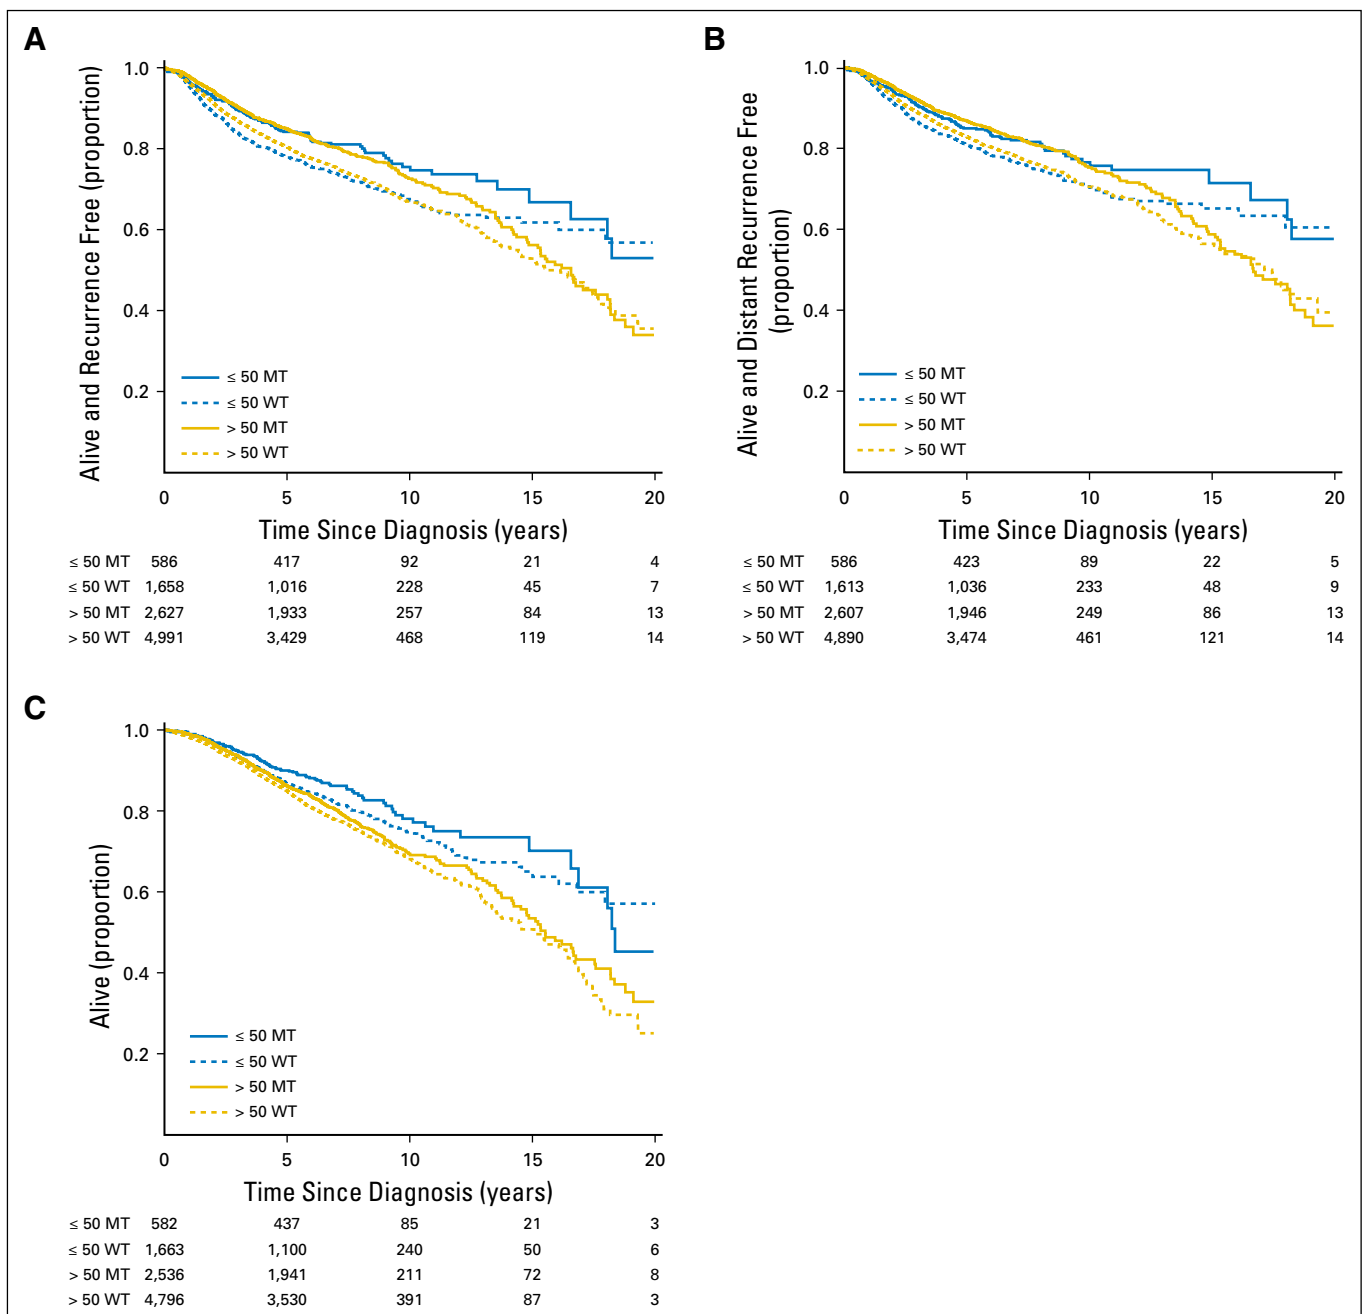 A
Alive and Recurrence Free (proportion)
1.0
0.8
0.6
0.4
0.2
≤ 50 MT
≤ 50 WT
> 50 MT
> 50 WT
0 5 10 15 20
Time Since Diagnosis (years)
≤ 50 MT 586 417 92 21 4
≤ 50 WT 1,658 1,016 228 45 7
> 50 MT 2,627 1,933 257 84 13
> 50 WT 4,991 3,429 468 119 14
B
Alive and Distant Recurrence Free
(proportion)
1.0
0.8
0.6
0.4
0.2
≤ 50 MT
≤ 50 WT
> 50 MT
> 50 WT
0 5 10 15 20
Time Since Diagnosis (years)
≤ 50 MT 586 423 89 22 5
≤ 50 WT 1,613 1,036 233 48 9
> 50 MT 2,607 1,946 249 86 13
> 50 WT 4,890 3,474 461 121 14
C
Alive (proportion)
1.0
0.8
0.6
0.4
0.2
≤ 50 MT
≤ 50 WT
> 50 MT
> 50 WT
0 5 10 15 20
Time Since Diagnosis (years)
≤ 50 MT 582 437 85 21 3
≤ 50 WT 1,663 1,100 240 50 6
> 50 MT 2,536 1,941 211 72 8
> 50 WT 4,796 3,530 391 87 3